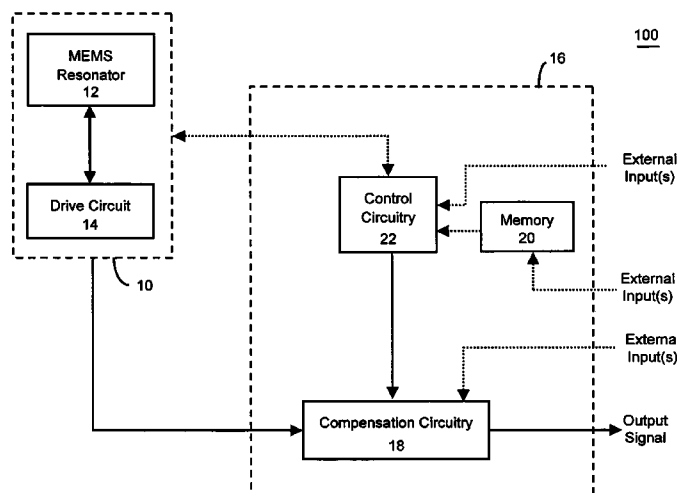 100
16
MEMS
Resonator
12
Drive Circuit
14
10
External
Input(s)
Control
Circuitry
22
Memory
20
External
Input(s)
Externa
Input(s)
Compensation Circuitry
18
Output
Signal